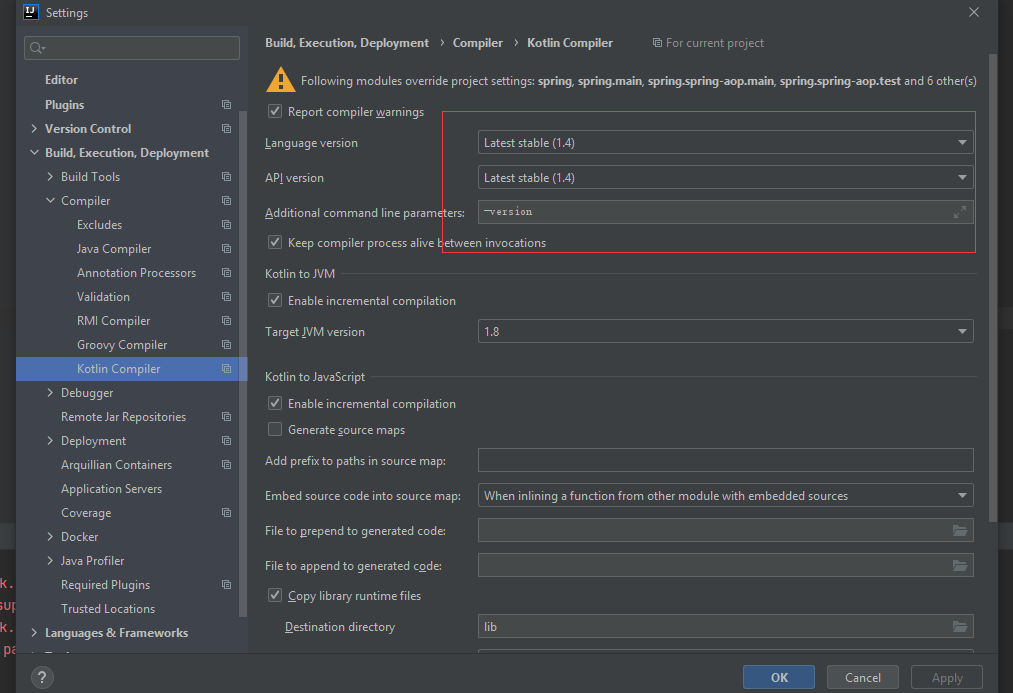 IJ Settings
Build, Execution, Deployment › Compiler › Kotlin Compiler For current project
Following modules override project settings: spring, spring.main, spring.spring-aop.main, spring.spring-aop.test and 6 other(s)
Editor
Plugins
Version Control
Build, Execution, Deployment
Build Tools
Compiler
Excludes
Java Compiler
Annotation Processors
Validation
RMI Compiler
Groovy Compiler
Kotlin Compiler
Debugger
Remote Jar Repositories
Deployment
Arquillian Containers
Application Servers
Coverage
Docker
Java Profiler
Required Plugins
Trusted Locations
Languages & Frameworks
Report compiler warnings
Language version Latest stable (1.4)
API version Latest stable (1.4)
Additional command line parameters: -version
Keep compiler process alive between invocations
Kotlin to JVM
Enable incremental compilation
Target JVM version 1.8
Kotlin to JavaScript
Enable incremental compilation
Generate source maps
Add prefix to paths in source map:
Embed source code into source map: When inlining a function from other module with embedded sources
File to prepend to generated code:
File to append to generated code:
Copy library runtime files
Destination directory lib
k.
sup
k.
pa
? OK Cancel Apply